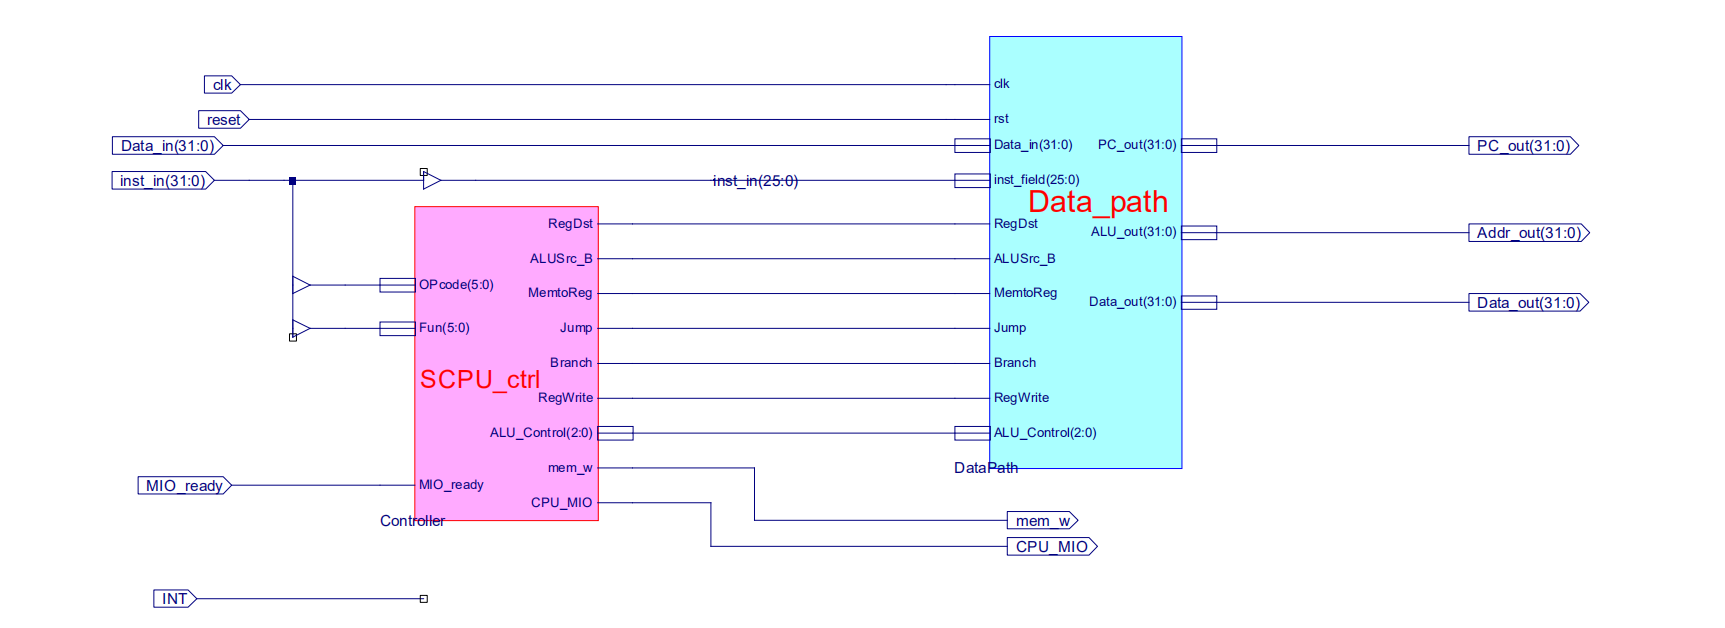 clk
clk
reset
rst
Data_in(31:0)
Data_in(31:0)
PC_out(31:0)
PC_out(31:0)
inst_in(31:0)
inst_in(25:0)
inst_field(25:0)
Data_path
RegDst
RegDst
ALU_out(31:0)
Addr_out(31:0)
ALUSrc_B
ALUSrc_B
OPcode(5:0)
MemtoReg
MemtoReg
Data_out(31:0)
Data_out(31:0)
Fun(5:0)
Jump
Jump
Branch
Branch
SCPU_ctrl
RegWrite
RegWrite
ALU_Control(2:0)
ALU_Control(2:0)
mem_w
DataPath
MIO_ready
MIO_ready
CPU_MIO
Controller
mem_w
CPU_MIO
INT